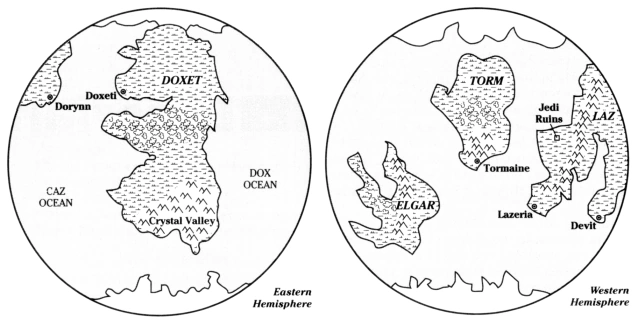 DOXET
Doxeti
Dorynn
CAZ
OCEAN
DOX
OCEAN
Crystal Valley
Eastern
Hemisphere
TORM
Jedi
Ruins
LAZ
Tormaine
ELGAR
Lazeria
Devit
Western
Hemisphere